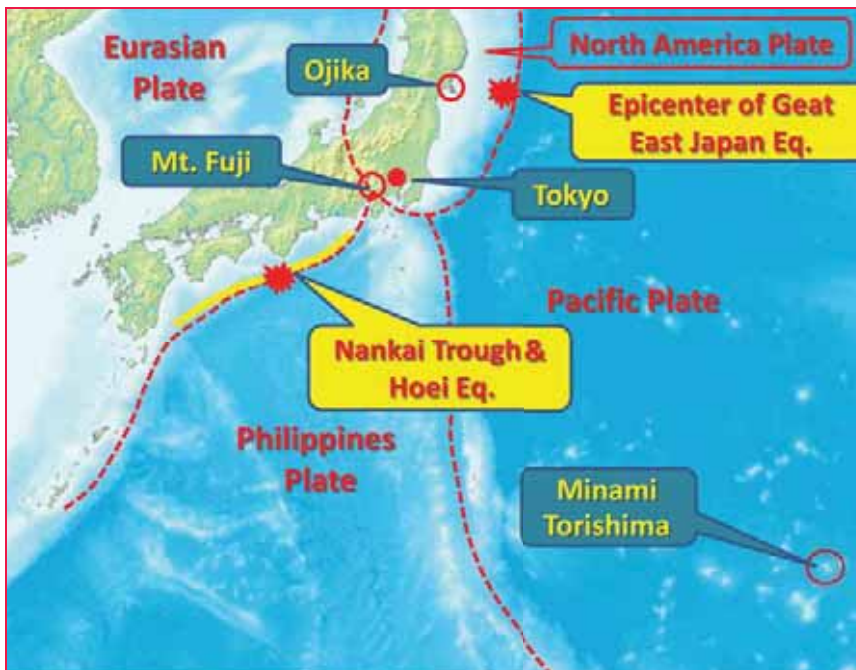 Eurasian
Plate
Ojika
North America Plate
Epicenter of Geat
East Japan Eq.
Mt. Fuji
Tokyo
Pacific Plate
Nankai Trough &
Hoei Eq.
Philippines
Plate
Minami
Torishima